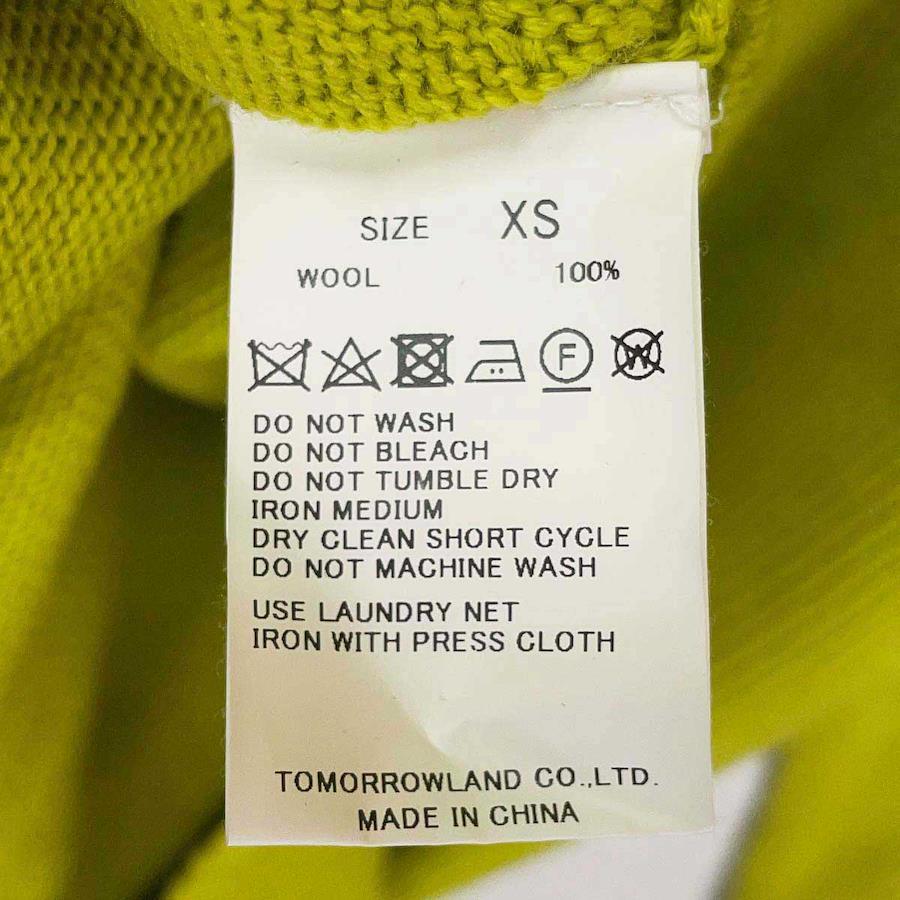 SIZE XS
WOOL 100%
F W
DO NOT WASH
DO NOT BLEACH
DO NOT TUMBLE DRY
IRON MEDIUM
DRY CLEAN SHORT CYCLE
DO NOT MACHINE WASH
USE LAUNDRY NET
IRON WITH PRESS CLOTH
TOMORROWLAND CO.,LTD.
MADE IN CHINA